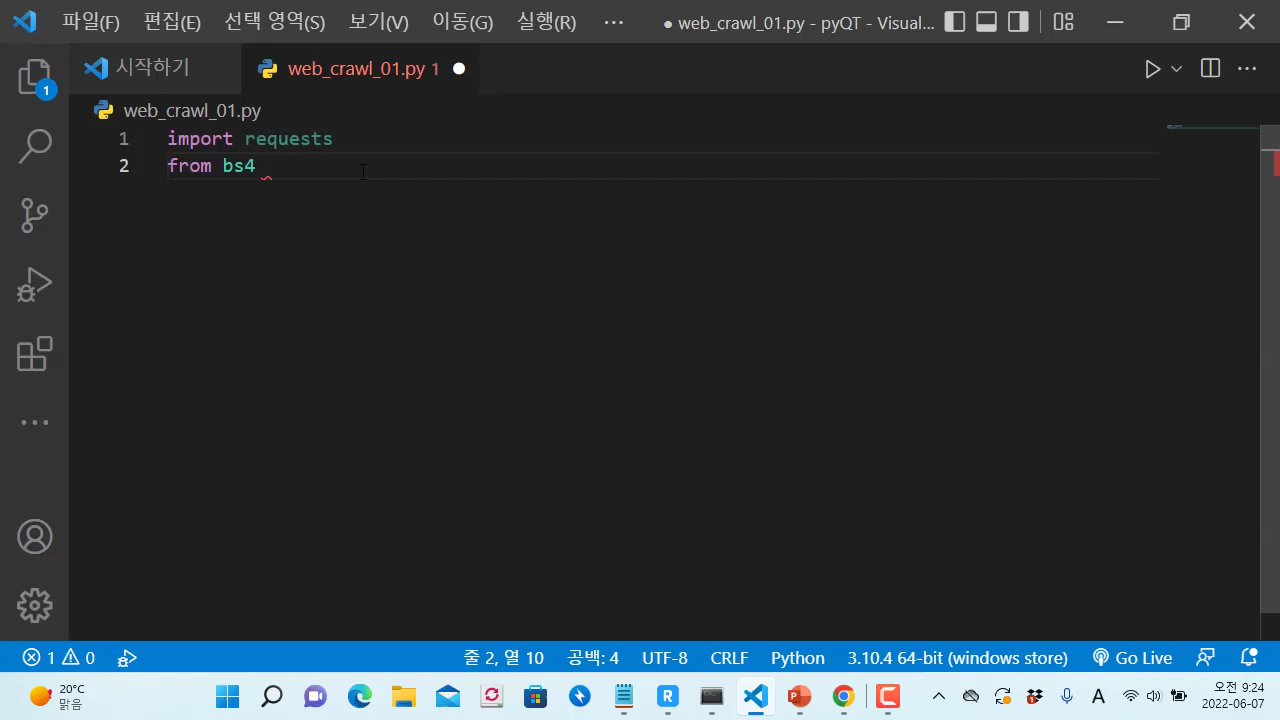 파일(F) 편집(E) 선택 영역(S) 보기(V) 이동(G) 실행(R) ··· ● web_crawl_01.py - pyQT - Visual...
시작하기 web_crawl_01.py 1
web_crawl_01.py
1 import requests
2 from bs4
1
1 0 줄 2, 열 10 공백: 4 UTF-8 CRLF Python 3.10.4 64-bit (windows store) Go Live
20°C
맑음
A
오전 9:24
2022-06-07